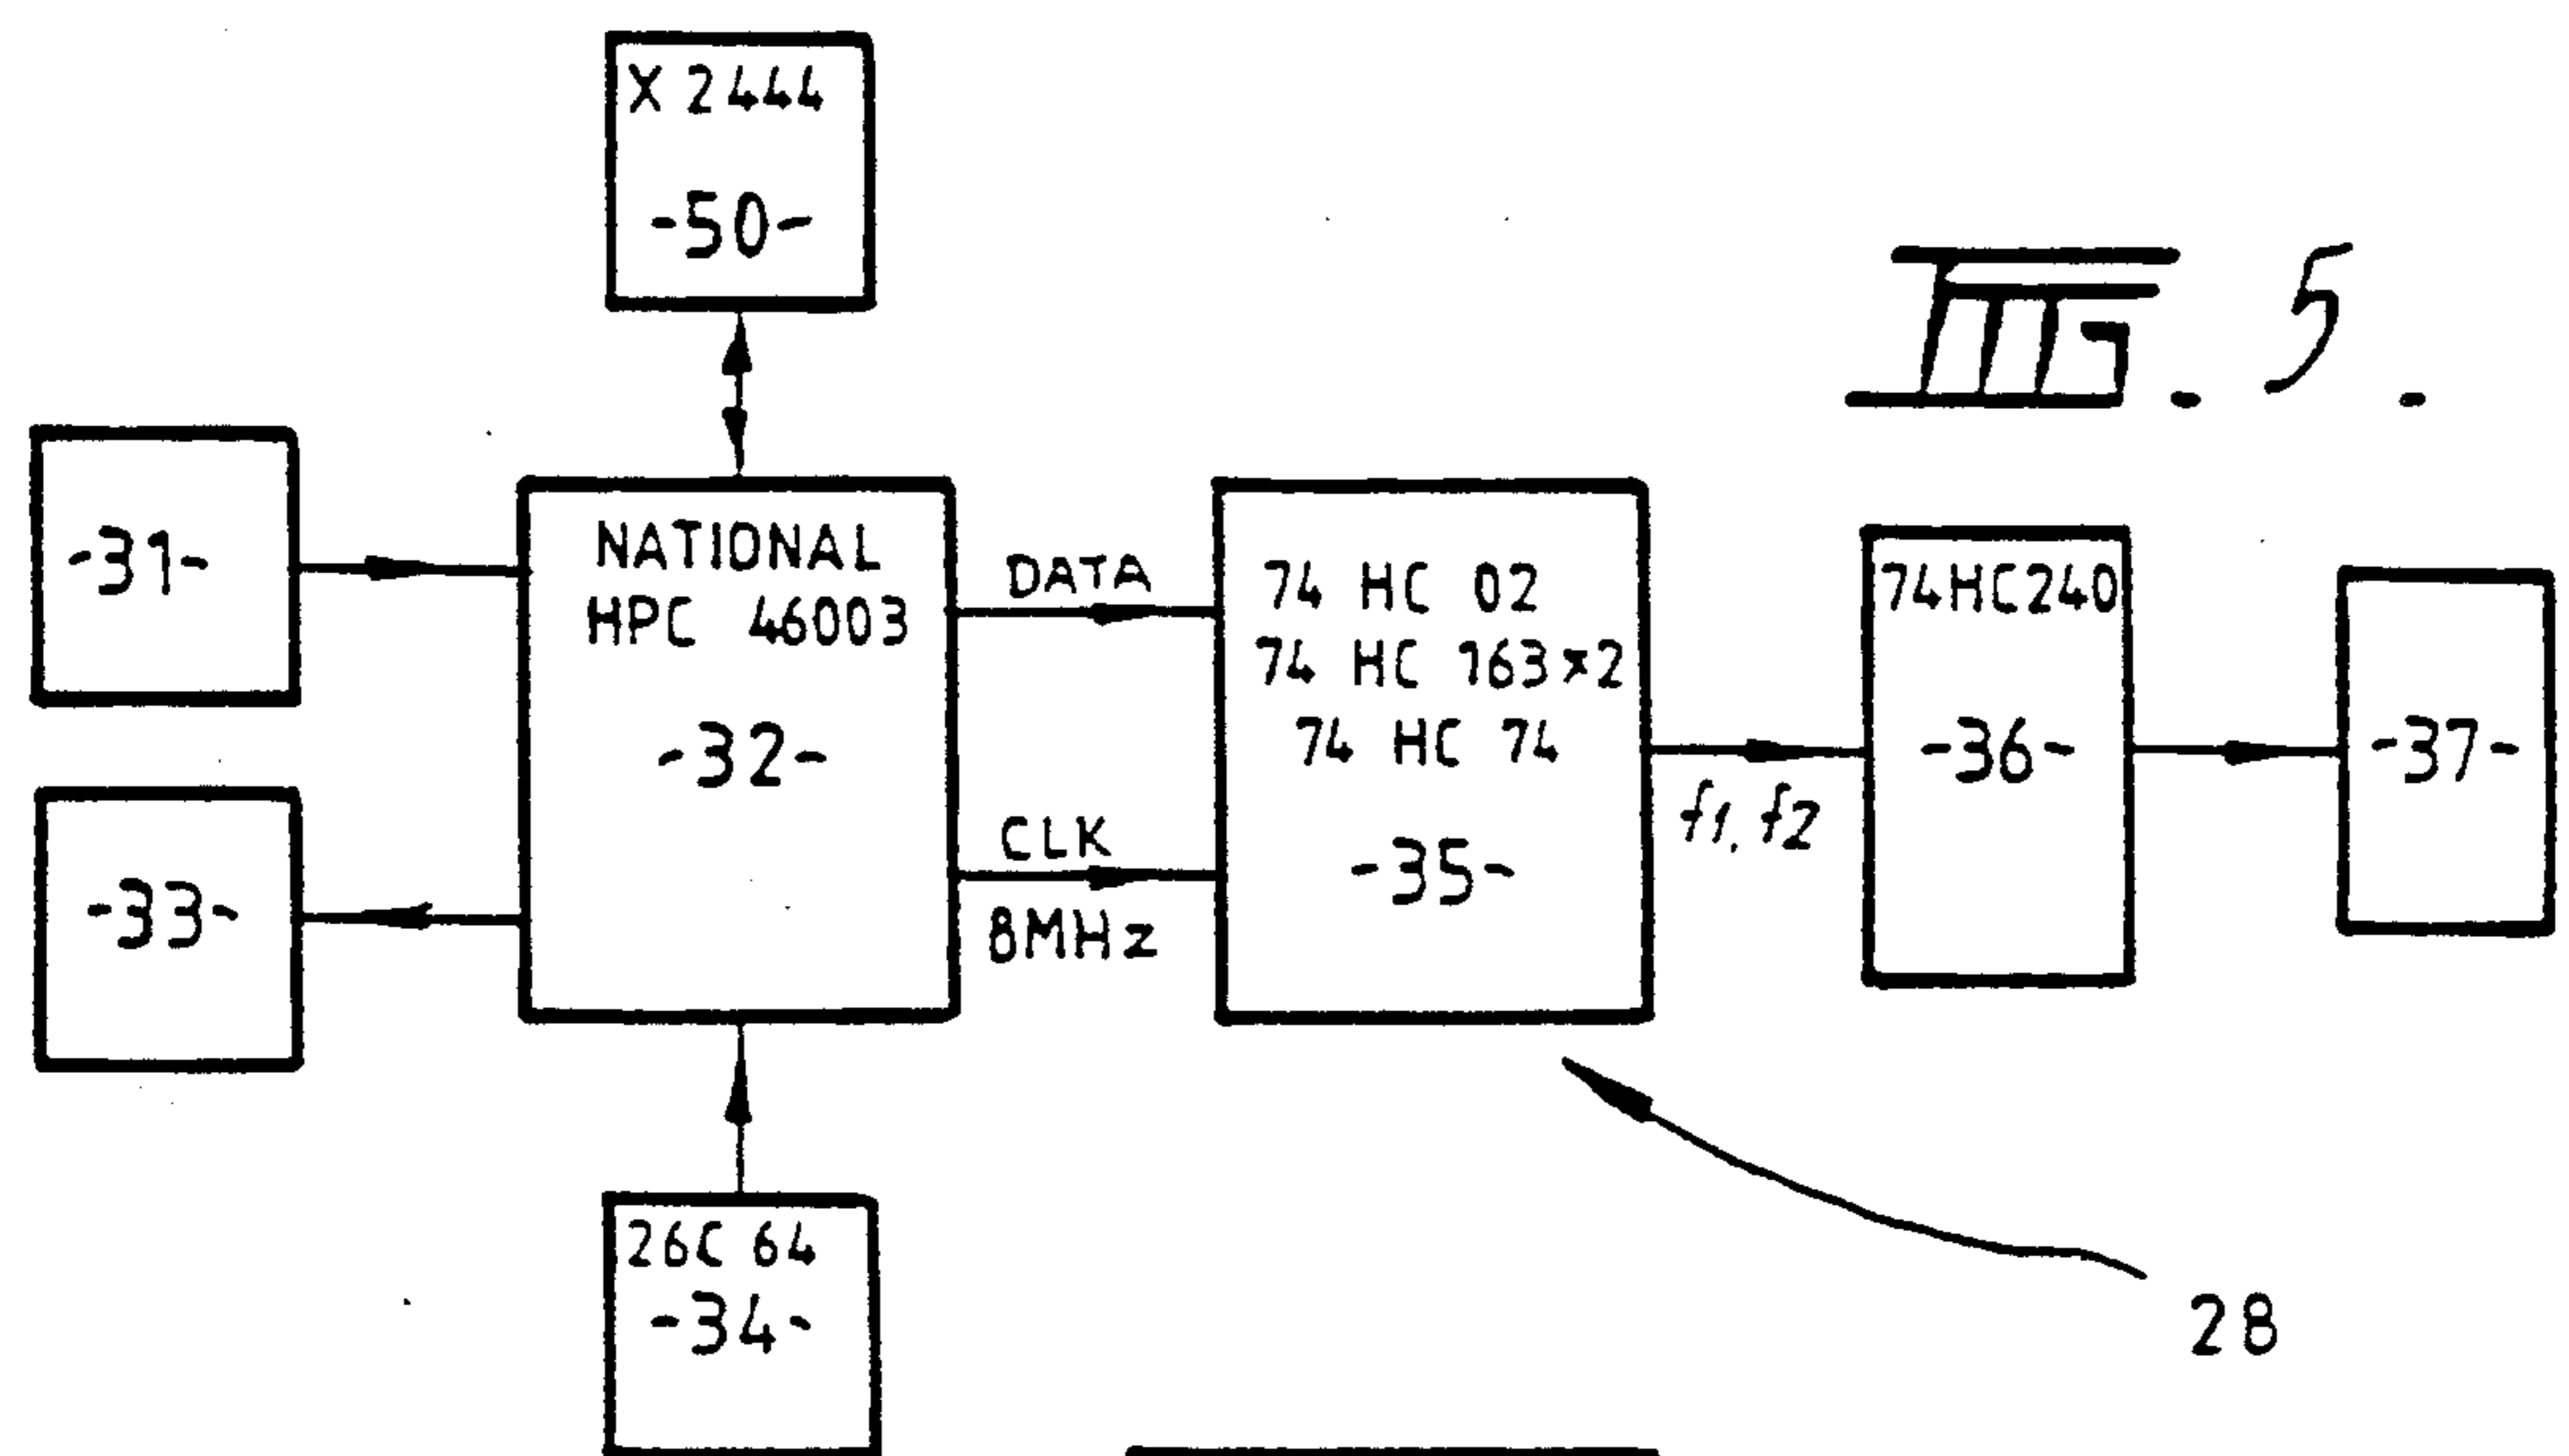 X 2444
-50-
FIG. 5.
-31-
NATIONAL
HPC 46003
-32-
DATA
CLK
8MHz
74 HC 02
74 HC 163×2
74 HC 74
-35-
f1, f2
74HC240
-36-
-37-
-33-
26C 64
-34-
28